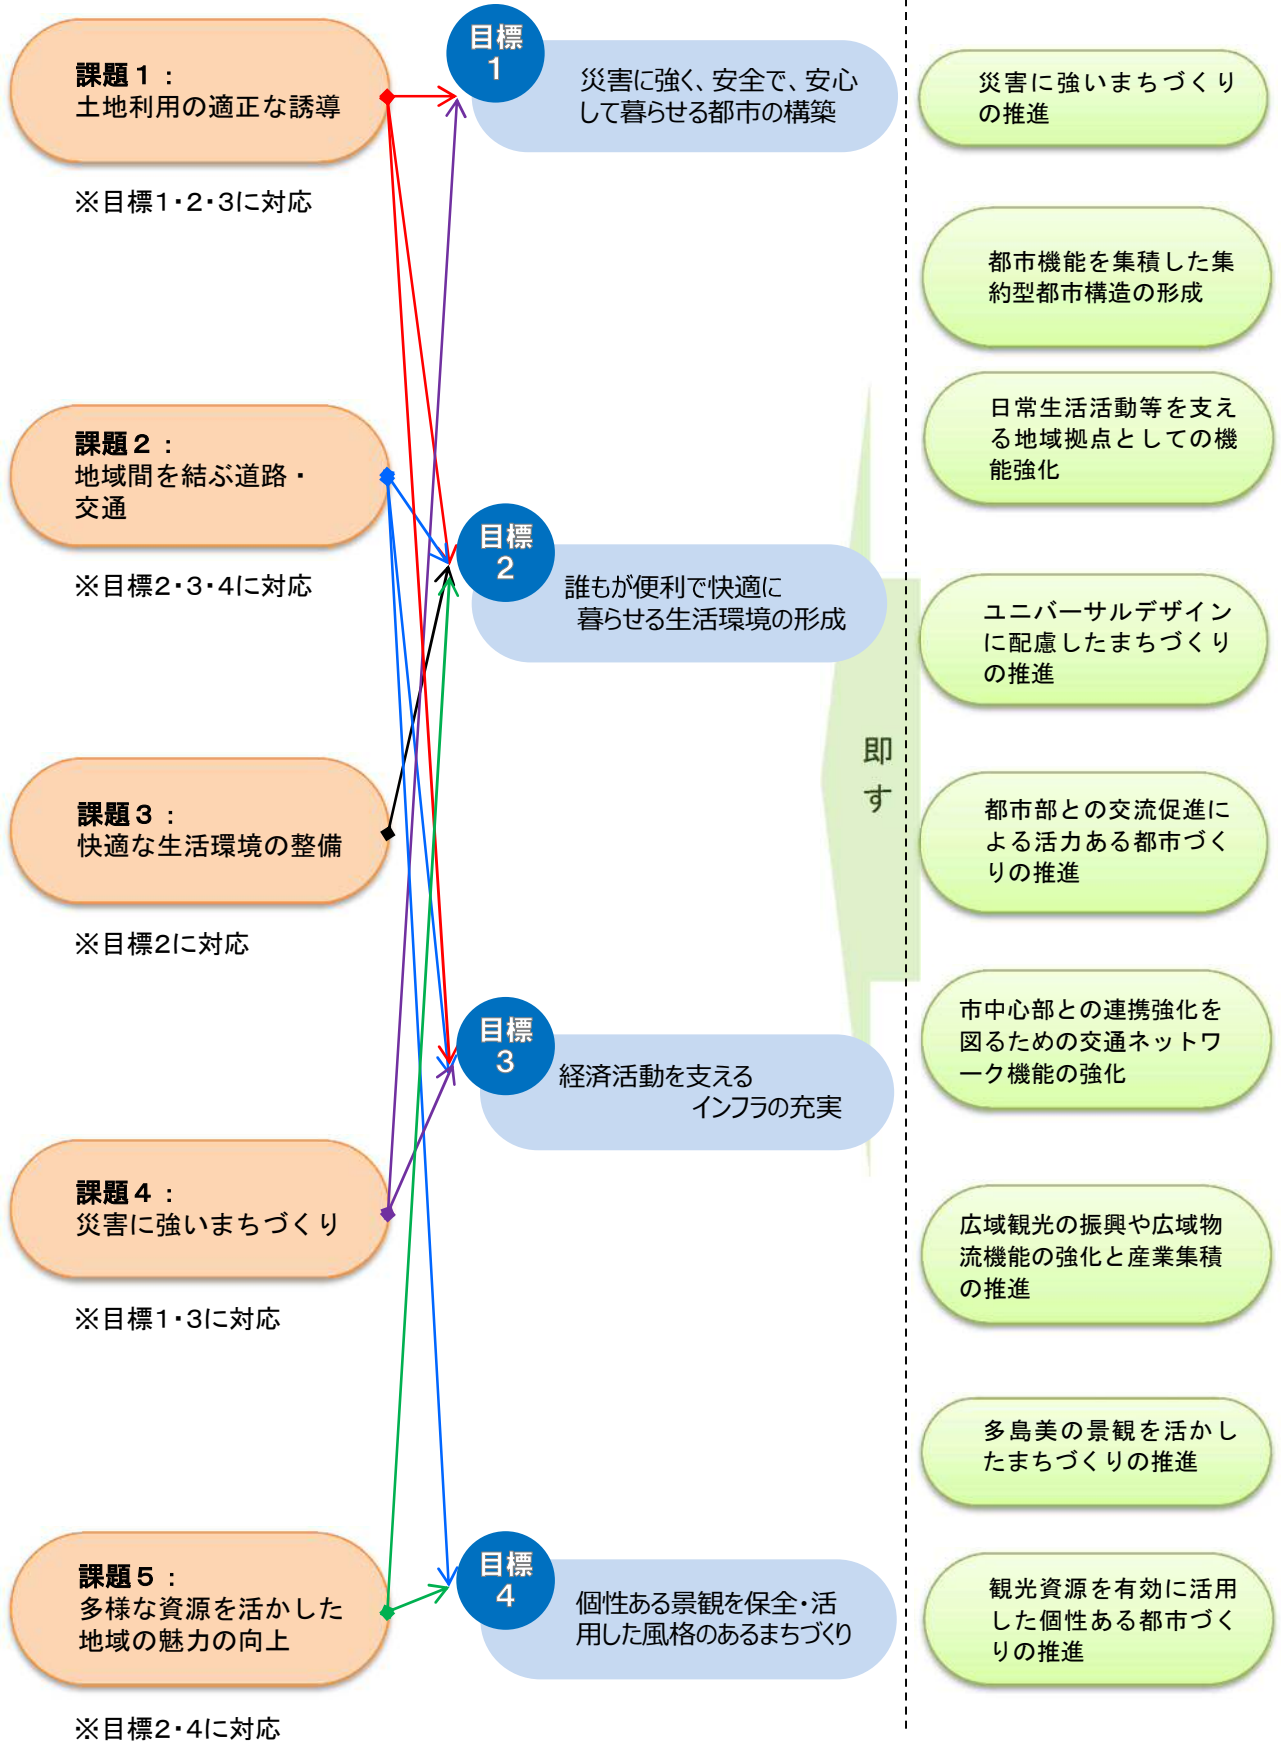 課題１：
土地利用の適正な誘導
※目標1・2・3に対応
課題２：
地域間を結ぶ道路・
交通
※目標2・3・4に対応
課題３：
快適な生活環境の整備
※目標2に対応
課題４：
災害に強いまちづくり
※目標1・3に対応
課題５：
多様な資源を活かした
地域の魅力の向上
※目標2・4に対応
目標
1
災害に強く、安全で、安心
して暮らせる都市の構築
目標
2
誰もが便利で快適に
暮らせる生活環境の形成
目標
3
経済活動を支える
インフラの充実
目標
4
個性ある景観を保全・活
用した風格のあるまちづくり
即
す
災害に強いまちづくり
の推進
都市機能を集積した集
約型都市構造の形成
日常生活活動等を支え
る地域拠点としての機
能強化
ユニバーサルデザイン
に配慮したまちづくり
の推進
都市部との交流促進に
よる活力ある都市づく
りの推進
市中心部との連携強化を
図るための交通ネットワ
ーク機能の強化
広域観光の振興や広域物
流機能の強化と産業集積
の推進
多島美の景観を活かし
たまちづくりの推進
観光資源を有効に活用
した個性ある都市づく
りの推進